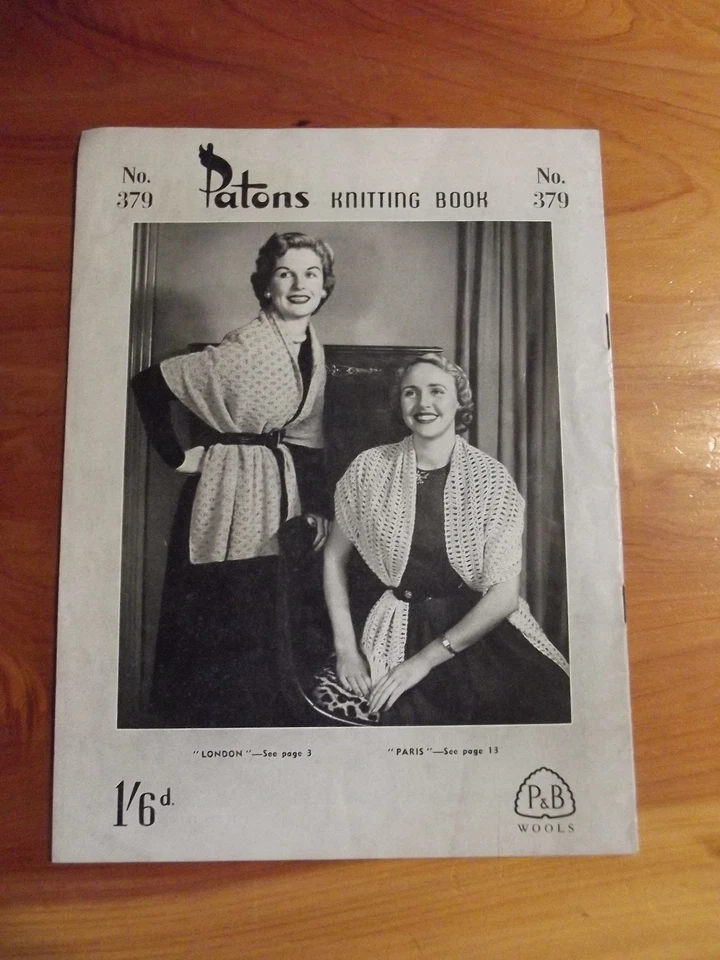 No. Patons KNITTING BOOK No.
379 379
"LONDON"—See page 3 "PARIS"—See page 13
1/6d.
P&B
WOOLS